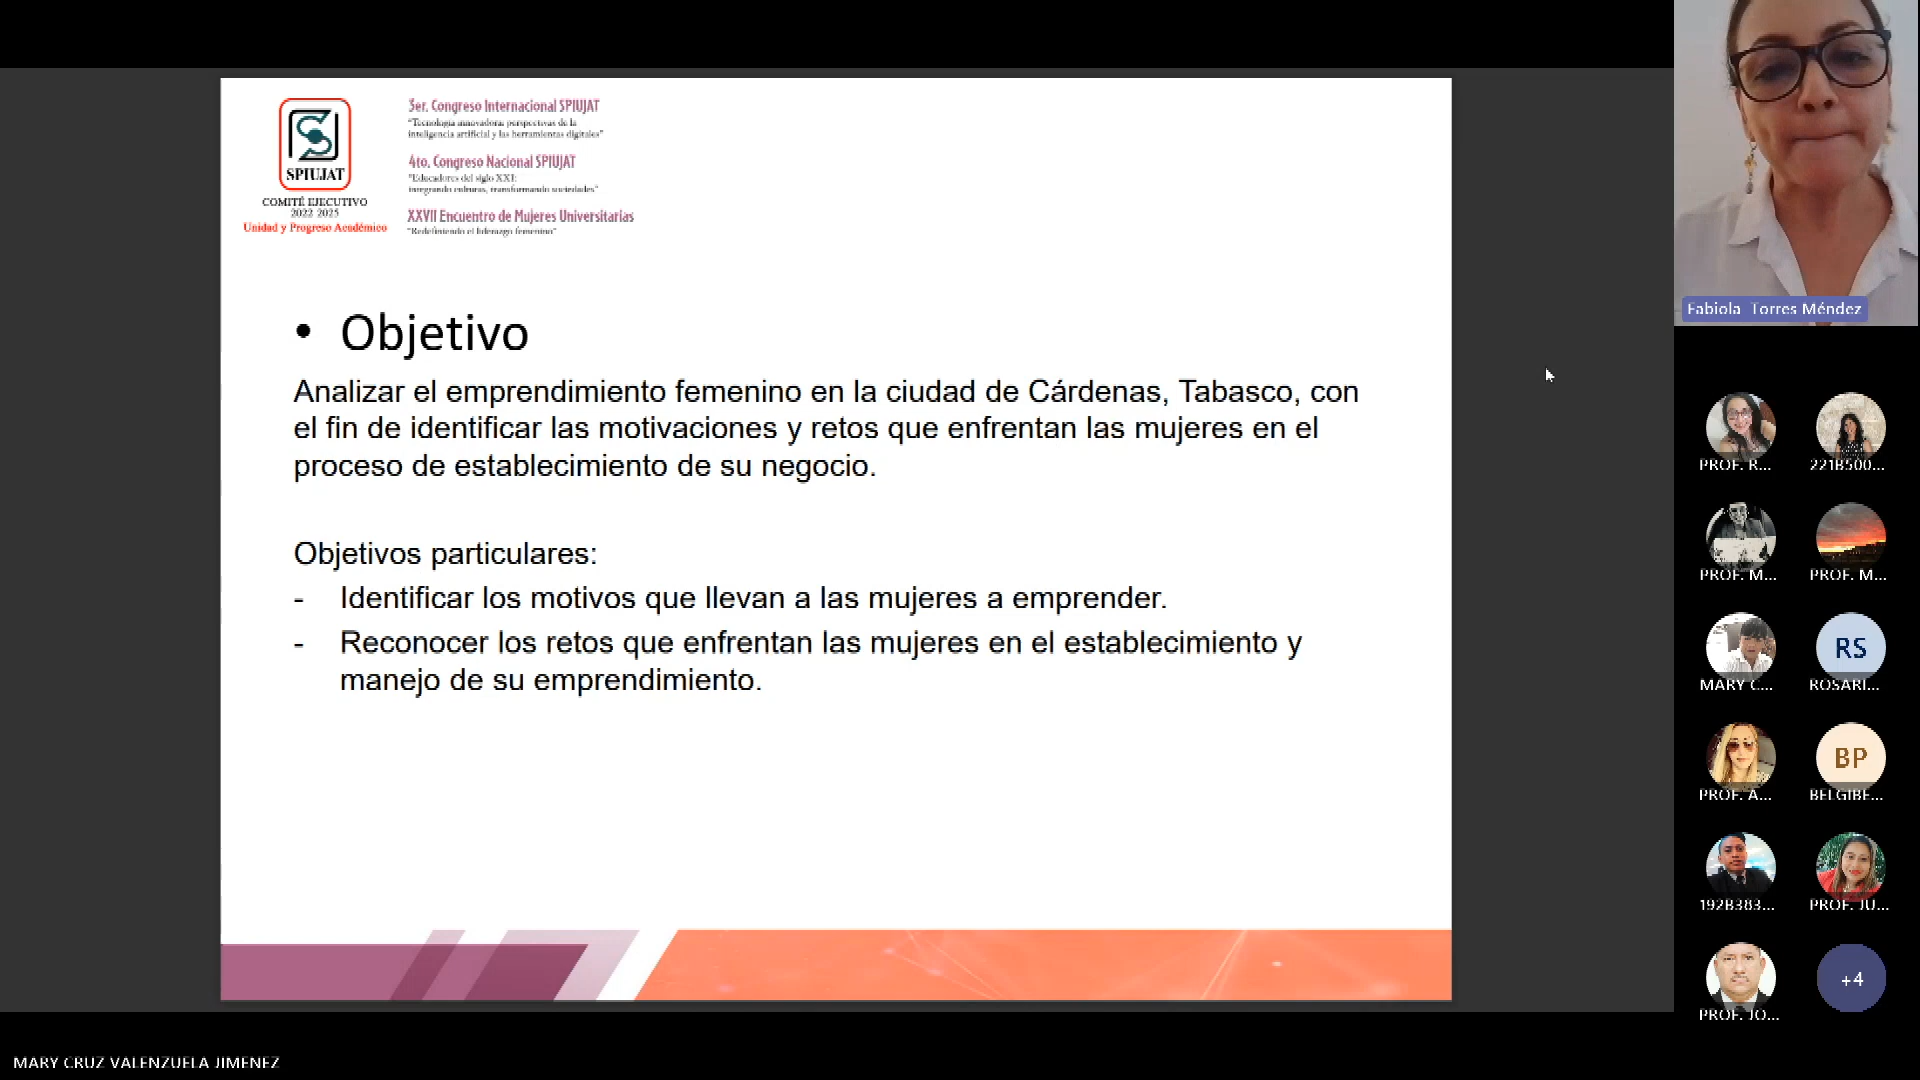 SPIUJAT
COMITÉ EJECUTIVO
2022 2025
Unidad y Progreso Académico
3er. Congreso Internacional SPIUJAT
"Tecnología innovadora: perspectivas de la
inteligencia artificial y las herramientas digitales"
4to. Congreso Nacional SPIUJAT
"Educadores del siglo XXI:
integrando culturas, transformando sociedades"
XXVII Encuentro de Mujeres Universitarias
"Redefiniendo el liderazgo femenino"
• Objetivo
Analizar el emprendimiento femenino en la ciudad de Cárdenas, Tabasco, con
el fin de identificar las motivaciones y retos que enfrentan las mujeres en el
proceso de establecimiento de su negocio.
Objetivos particulares:
- Identificar los motivos que llevan a las mujeres a emprender.
- Reconocer los retos que enfrentan las mujeres en el establecimiento y
manejo de su emprendimiento.
Fabiola Torres Méndez
PROF. R...
221B500...
PROF. M...
PROF. M...
MARY C...
RS
ROSARI...
PROF. A...
BP
BELGIBE...
192B383...
PROF. JU...
PROF. JO...
+4
MARY CRUZ VALENZUELA JIMENEZ